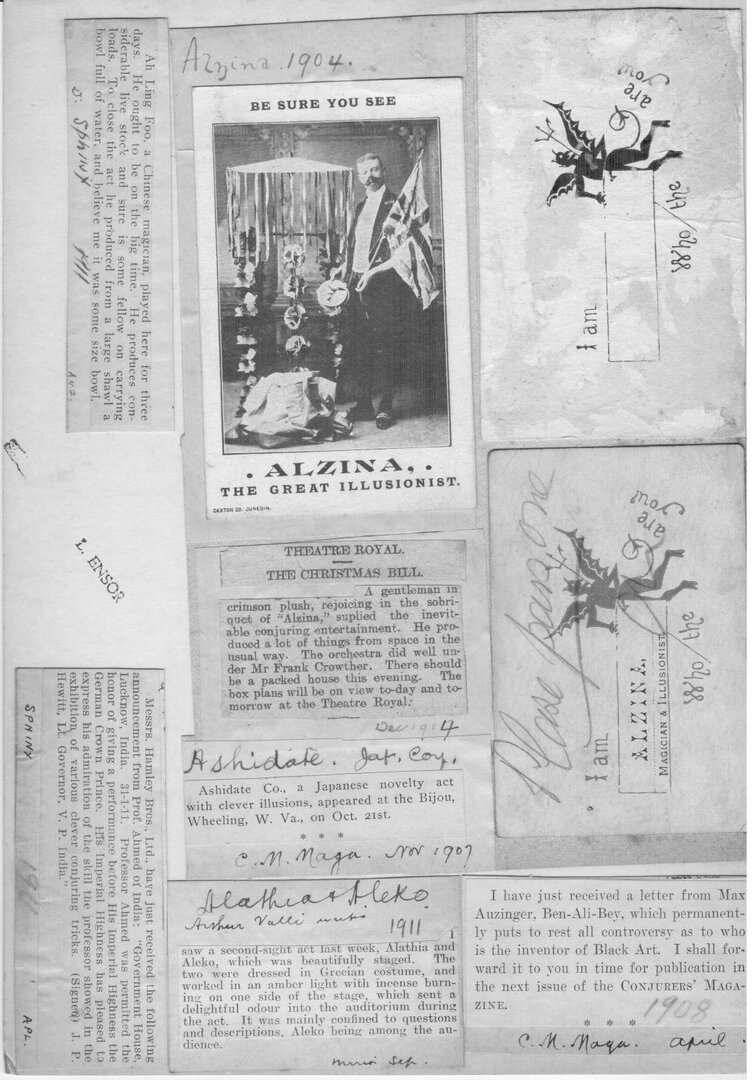 Ah Ling Foo, a Chinese magician, played here for three
days. He ought to be on the big time. He produces con-
siderable live stock and sure is some fellow on carrying
loads. To close the act he produced from a large shawl a
bowl full of water, and believe me it was some size bowl.
SPHINX 1911
AUG.
L. ENSOR
Messrs. Hamley Bros., Ltd., have just received the following
announcement from Prof. Ahmed of India: "Government House,
Lucknow, India. 31-1-11. Professor Ahmed was permitted the
honor of giving a performance before His Imperial Highness the
German Crown Prince. His Imperial Highness has pleased to
express his admiration of the skill the professor showed in the
exhibition of various clever conjuring tricks. (Signed) J. P.
Hewitt, Lt. Governor, V. P. India."
SPHINX 1911 APL.
Alzina 1904.
BE SURE YOU SEE
. ALZINA, .
THE GREAT ILLUSIONIST.
CAXTON CO. DUNEDIN.
THEATRE ROYAL.
THE CHRISTMAS BILL.
A gentleman in
crimson plush, rejoicing in the sobri-
quet of "Alzina," suplied the inevit-
able conjuring entertainment. He pro-
duced a lot of things from space in the
usual way. The orchestra did well un-
der Mr Frank Crowther. There should
be a packed house this evening. The
box plans will be on view to-day and to-
morrow at the Theatre Royal.
Dec 1904
Ashidate. Jap. Coy.
Ashidate Co., a Japanese novelty act
with clever illusions, appeared at the Bijou,
Wheeling, W. Va., on Oct. 21st.
* * *
C. M. Maga. Nov 1907
Alathia & Aleko
Arthur Valli writes
1911
I
saw a second-sight act last week, Alathia and
Aleko, which was beautifully staged. The
two were dressed in Grecian costume, and
worked in an amber light with incense burn-
ing on one side of the stage, which sent a
delightful odour into the auditorium during
the act. It was mainly confined to questions
and descriptions. Aleko being among the au-
dience.
Sep.
I am
Who/the
are
you?
Please pass one
I am
ALZINA
MAGICIAN & ILLUSIONIST
Who/the
are
you?
I have just received a letter from Max
Auzinger, Ben-Ali-Bey, which permanent-
ly puts to rest all controversy as to who
is the inventor of Black Art. I shall for-
ward it to you in time for publication in
the next issue of the CONJURERS' MAGA-
ZINE.
1908
* * *
C. M. Maga. April.